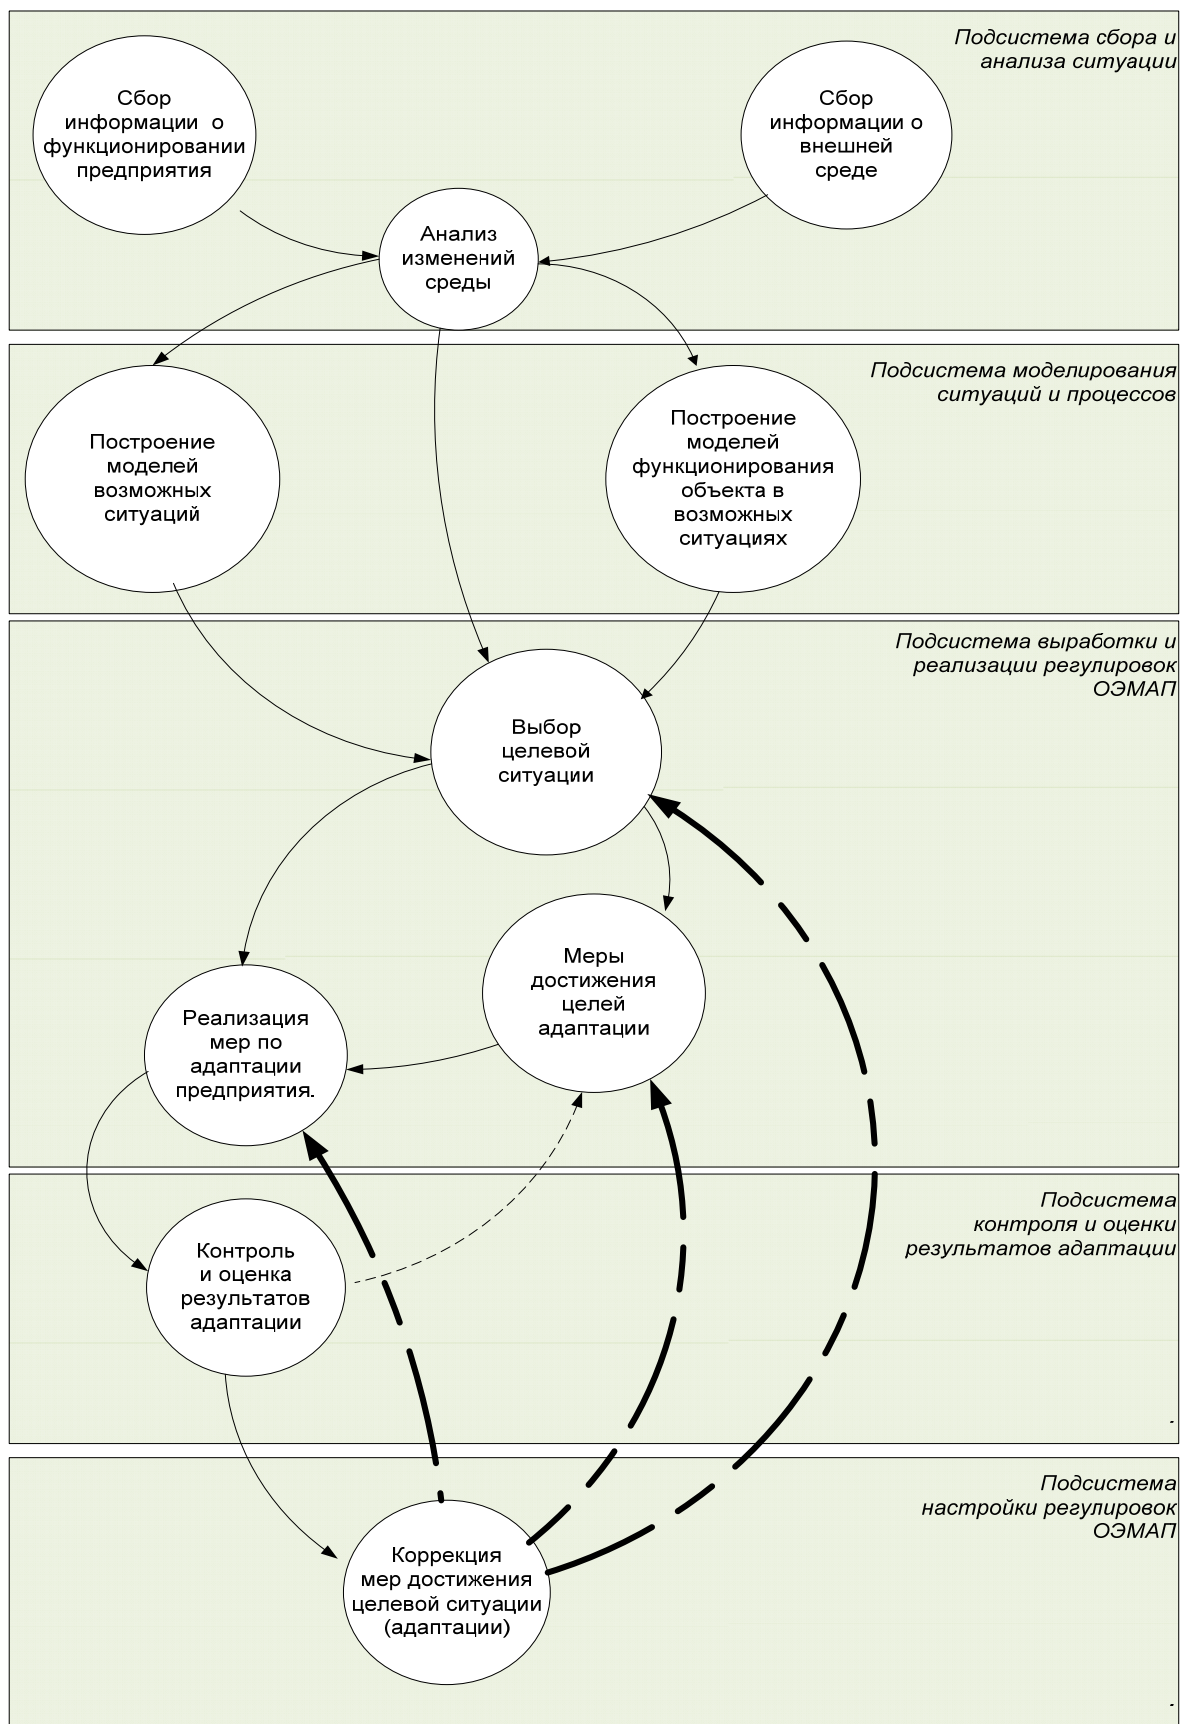 Подсистема сбора и
анализа ситуации
Сбор
информации о
функционировании
предприятия
Сбор
информации о
внешней
среде
Анализ
изменений
среды
Подсистема моделирования
ситуаций и процессов
Построение
моделей
возможных
ситуаций
Построение
моделей
функционирования
объекта в
возможных
ситуациях
Подсистема выработки и
реализации регулировок
ОЭМАП
Выбор
целевой
ситуации
Меры
достижения
целей
адаптации
Реализация
мер по
адаптации
предприятия.
Подсистема
контроля и оценки
результатов адаптации
Контроль
и оценка
результатов
адаптации
.
Подсистема
настройки регулировок
ОЭМАП
Коррекция
мер достижения
целевой ситуации
(адаптации)
.